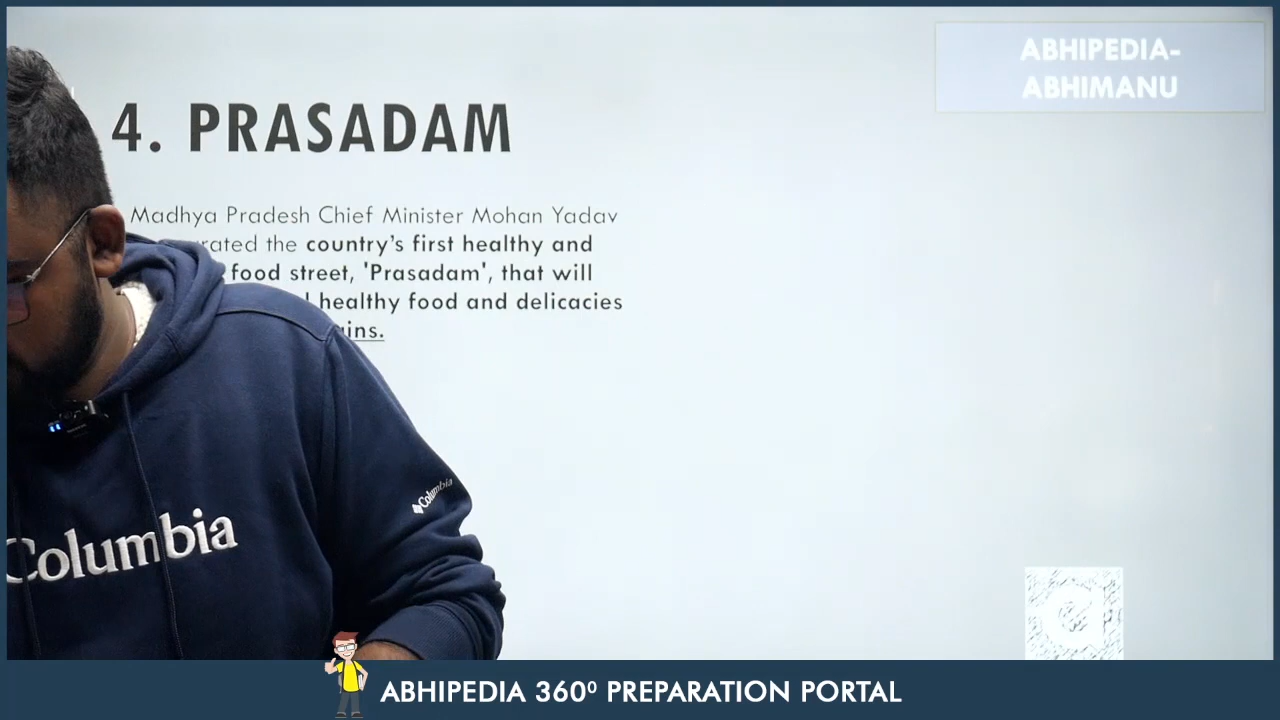 ABHIPEDIA-
ABHIMANU
4. PRASADAM
Madhya Pradesh Chief Minister Mohan Yadav
the country's first healthy and
food street, 'Prasadam', that will
healthy food and delicacies
Columbia
Columbia
ABHIPEDIA 360⁰ PREPARATION PORTAL